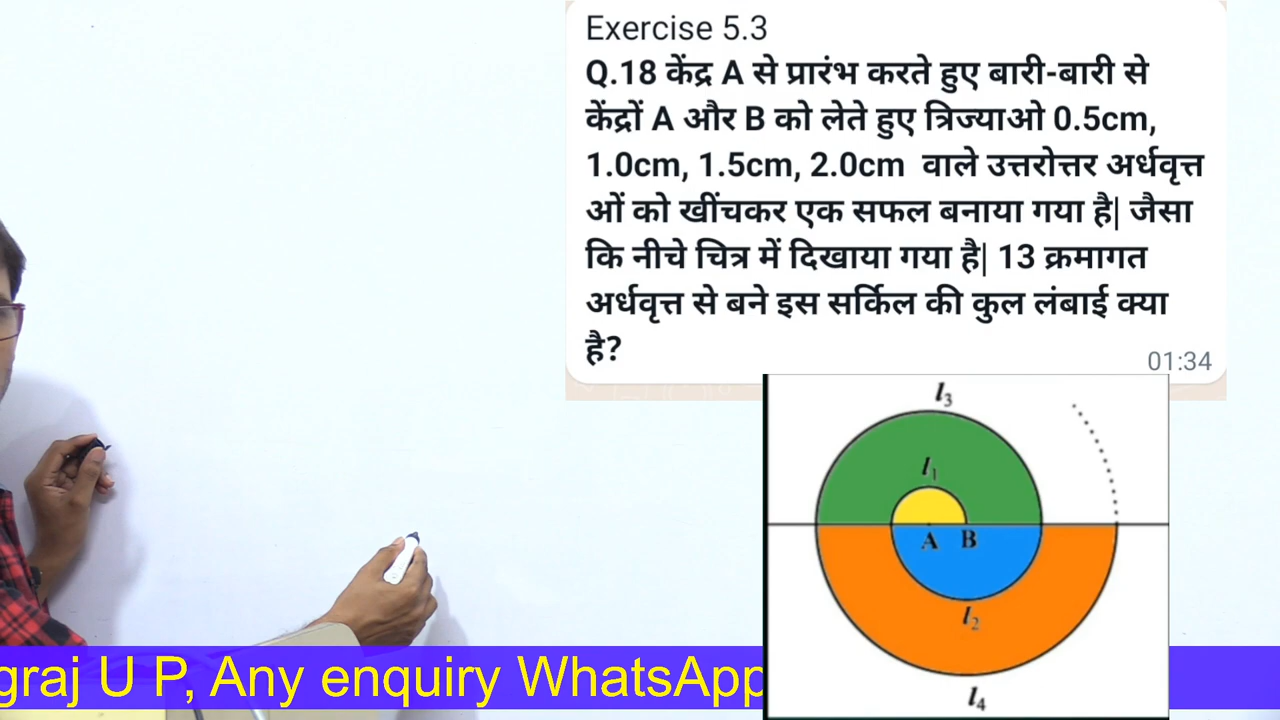 Exercise 5.3
Q.18 केंद्र A से प्रारंभ करते हुए बारी-बारी से
केंद्रों A और B को लेते हुए त्रिज्याओ 0.5cm,
1.0cm, 1.5cm, 2.0cm वाले उत्तरोत्तर अर्धवृत्त
ओं को खींचकर एक सफल बनाया गया है| जैसा
कि नीचे चित्र में दिखाया गया है| 13 क्रमागत
अर्धवृत्त से बने इस सर्किल की कुल लंबाई क्या
है?
01:34
l₃
l₁
A B
l₂
l₄
graj U P, Any enquiry WhatsApp